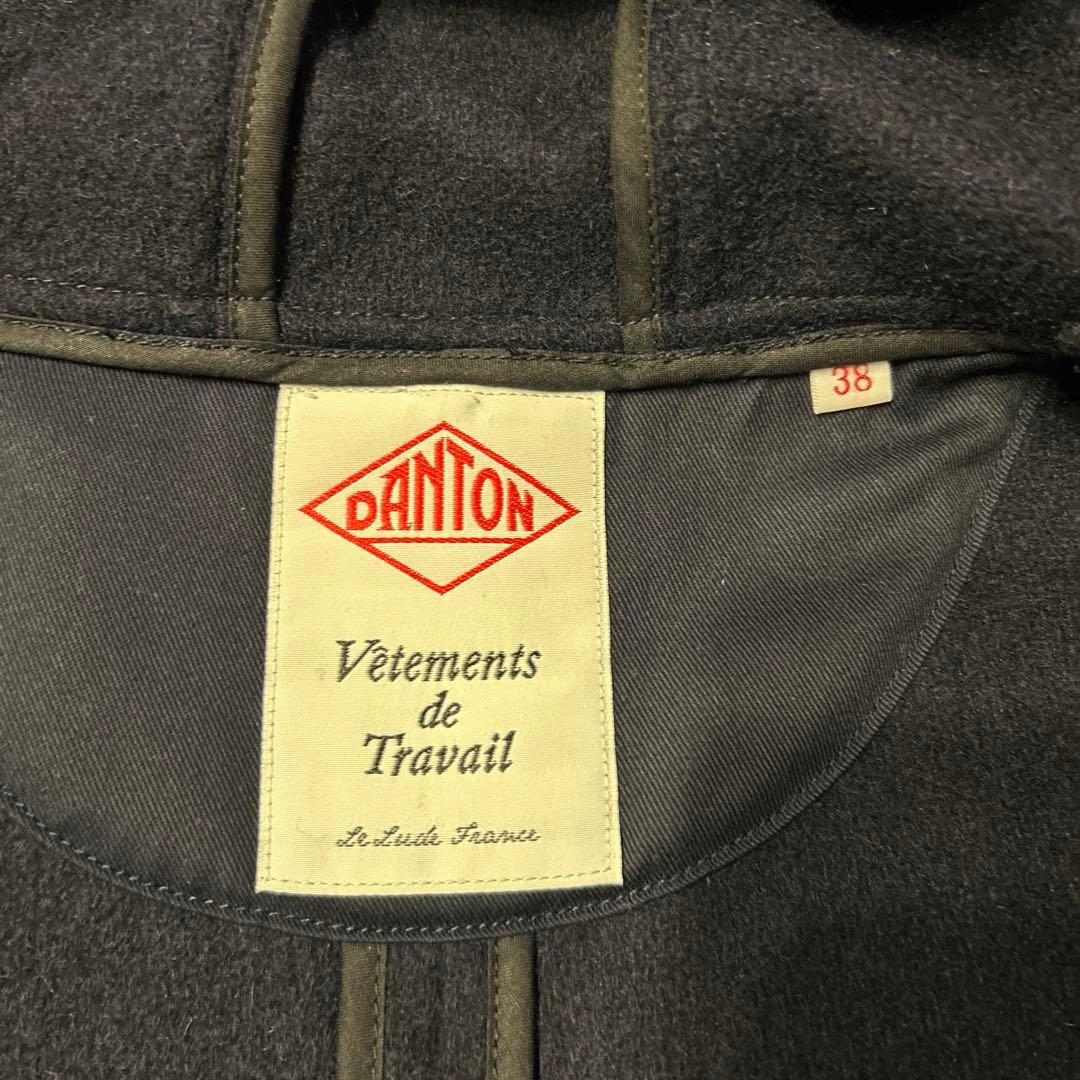 38
DANTON
Vêtements
de
Travail
Le Lude France